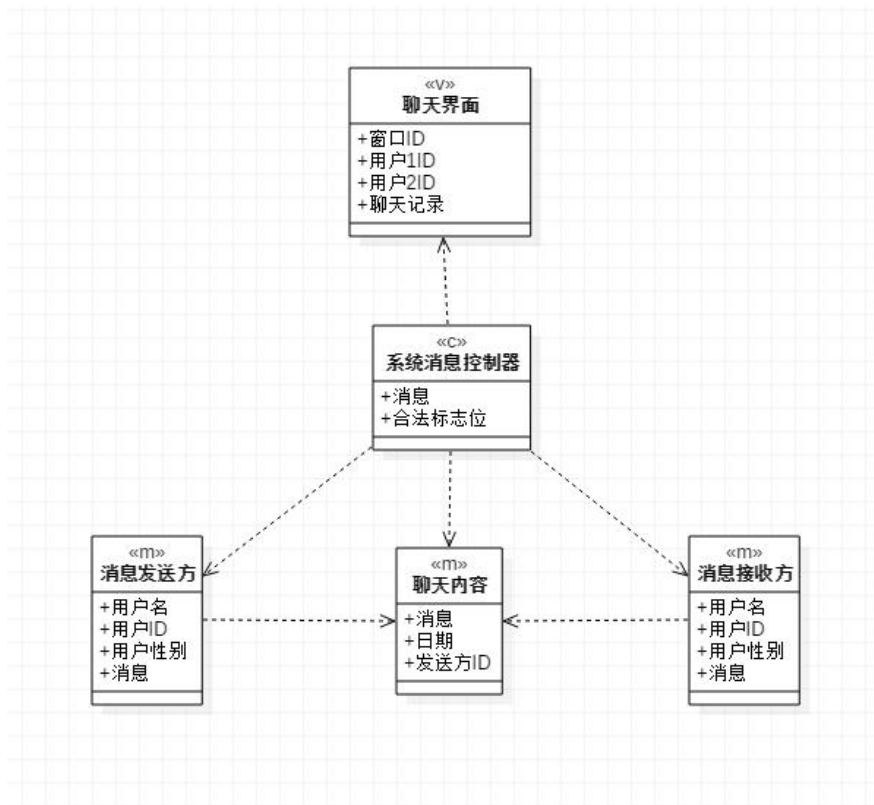 «v»
聊天界面
+窗口ID
+用户1ID
+用户2ID
+聊天记录
«c»
系统消息控制器
+消息
+合法标志位
«m»
消息发送方
+用户名
+用户ID
+用户性别
+消息
«m»
聊天内容
+消息
+日期
+发送方ID
«m»
消息接收方
+用户名
+用户ID
+用户性别
+消息